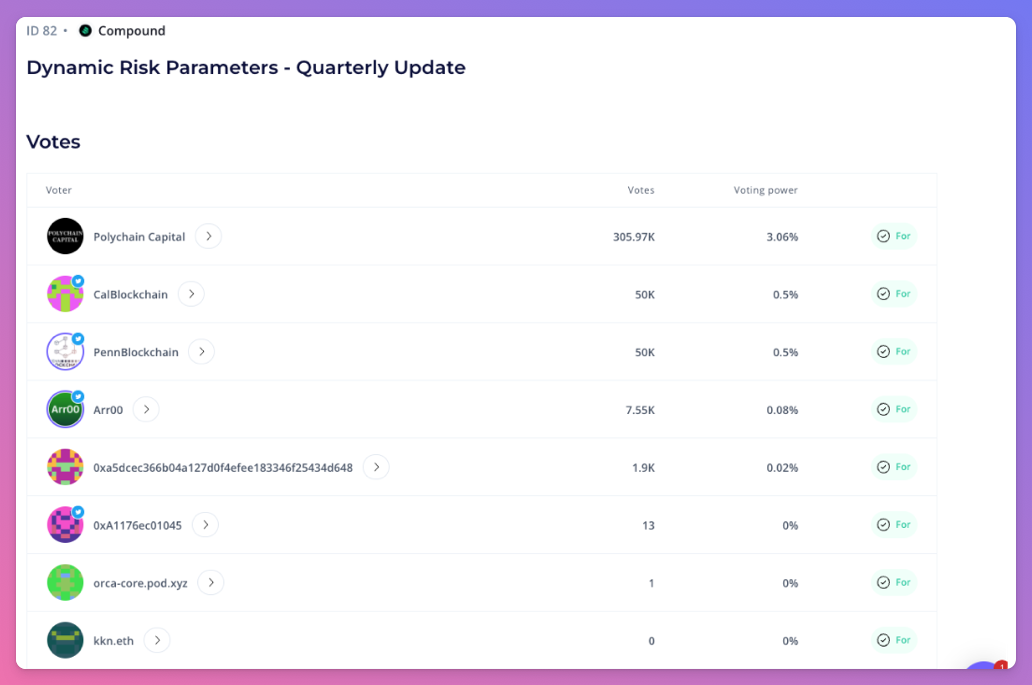 ID 82 • Compound
Dynamic Risk Parameters - Quarterly Update
Votes
Voter Votes Voting power
POLYCHAIN
CAPITAL
Polychain Capital 305.97K 3.06% For
CalBlockchain 50K 0.5% For
PennBlockchain 50K 0.5% For
Arr00 Arr00 7.55K 0.08% For
0xa5dcec366b04a127d0f4efee183346f25434d648 1.9K 0.02% For
0xA1176ec01045 13 0% For
orca-core.pod.xyz 1 0% For
kkn.eth 0 0% For
1